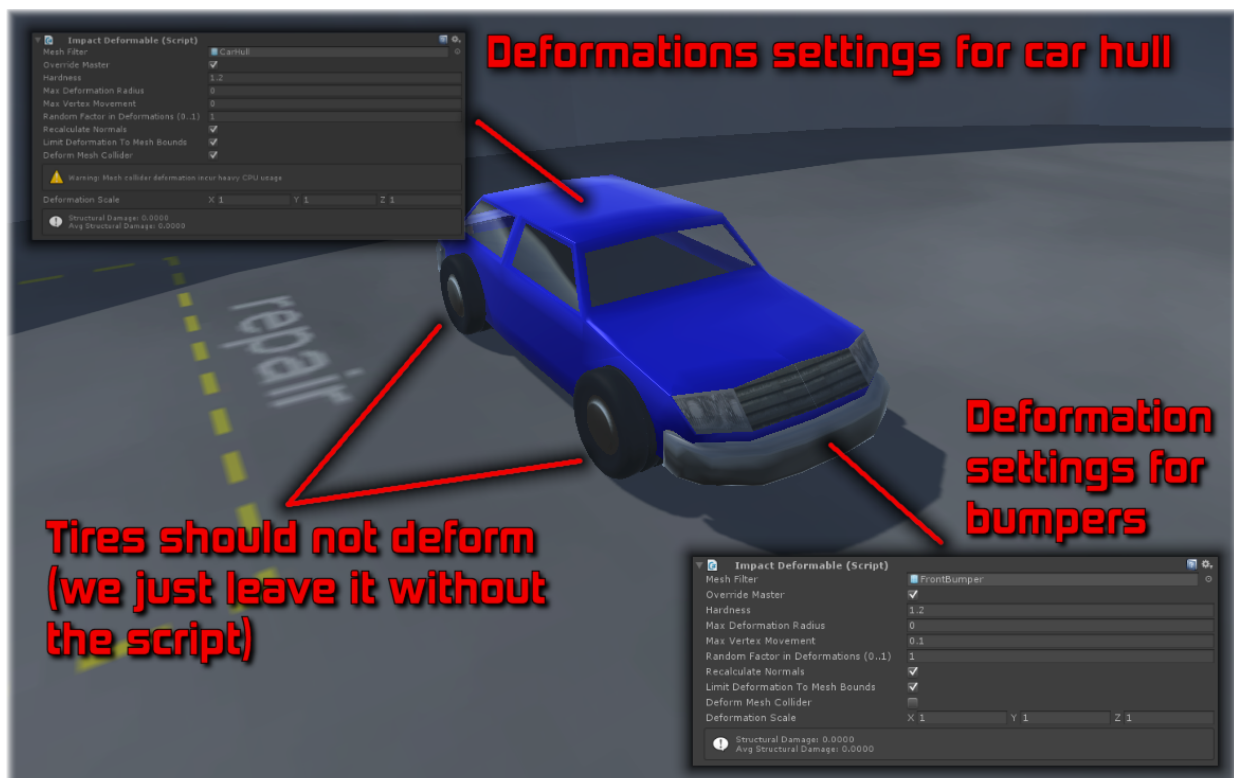 Impact Deformable (Script)
Mesh Filter CarHull
Override Master
Hardness 1.2
Max Deformation Radius 0
Max Vertex Movement 0
Random Factor in Deformations (0..1) 1
Recalculate Normals
Limit Deformation To Mesh Bounds
Deform Mesh Collider
Warning: Mesh collider deformation incur heavy CPU usage
Deformation Scale X 1 Y 1 Z 1
Structural Damage: 0.0000
Avg Structural Damage: 0.0000
Deformations settings for car hull
repair
Tires should not deform
(we just leave it without
the script)
Deformation
settings for
bumpers
Impact Deformable (Script)
Mesh Filter FrontBumper
Override Master
Hardness 1.2
Max Deformation Radius 0
Max Vertex Movement 0.1
Random Factor in Deformations (0..1) 1
Recalculate Normals
Limit Deformation To Mesh Bounds
Deform Mesh Collider
Deformation Scale X 1 Y 1 Z 1
Structural Damage: 0.0000
Avg Structural Damage: 0.0000